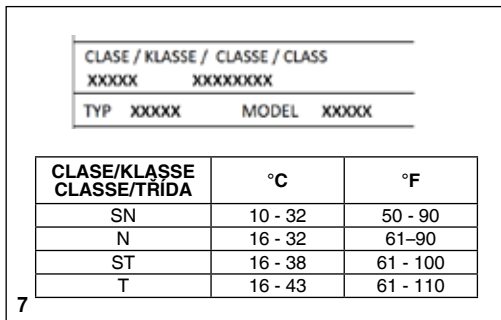 CLASE / KLASSE / CLASSE / CLASS
XXXXX XXXXXXXX
TYP XXXXX MODEL XXXXX
CLASE/KLASSE CLASSE/TŘÍDA °C °F
SN 10 - 32 50 - 90
N 16 - 32 61–90
ST 16 - 38 61 - 100
T 16 - 43 61 - 110
7